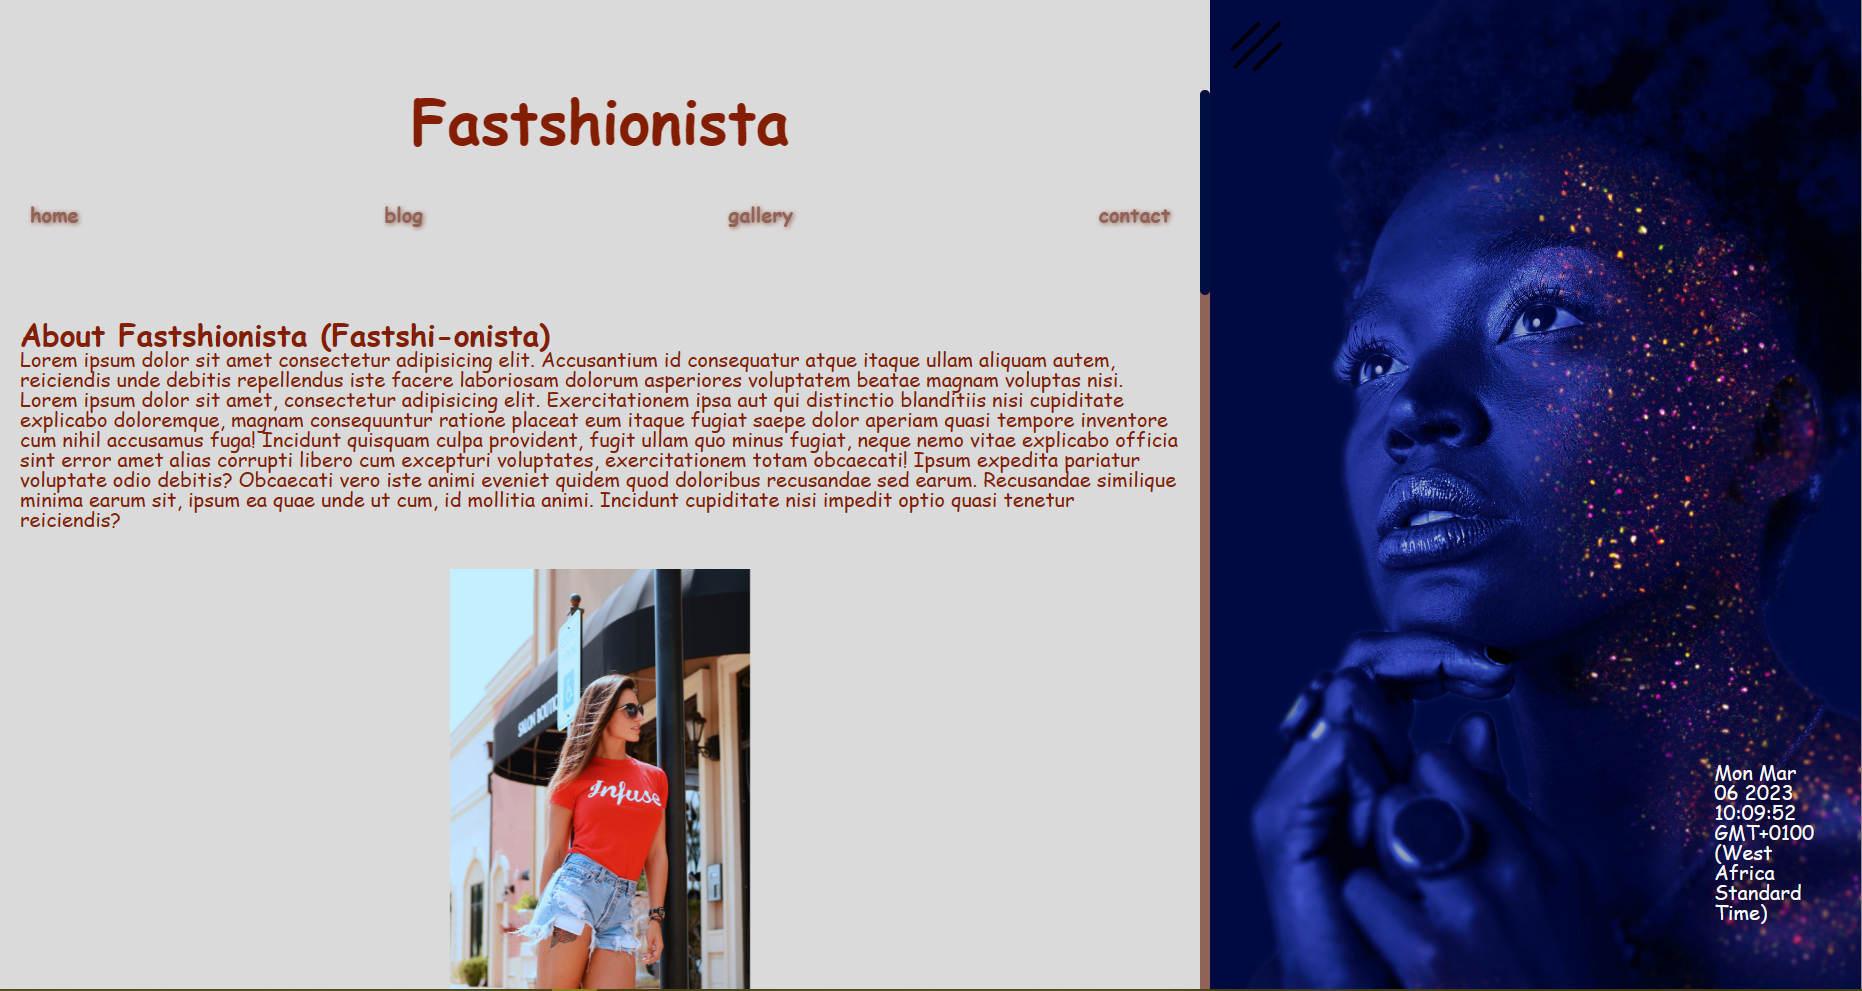 Fastshionista
home blog gallery contact
About Fastshionista (Fastshi-onista)
Lorem ipsum dolor sit amet consectetur adipisicing elit. Accusantium id consequatur atque itaque ullam aliquam autem,
reiciendis unde debitis repellendus iste facere laboriosam dolorum asperiores voluptatem beatae magnam voluptas nisi.
Lorem ipsum dolor sit amet, consectetur adipisicing elit. Exercitationem ipsa aut qui distinctio blanditiis nisi cupiditate
explicabo doloremque, magnam consequuntur ratione placeat eum itaque fugiat saepe dolor aperiam quasi tempore inventore
cum nihil accusamus fuga! Incidunt quisquam culpa provident, fugit ullam quo minus fugiat, neque nemo vitae explicabo officia
sint error amet alias corrupti libero cum excepturi voluptates, exercitationem totam obcaecati! Ipsum expedita pariatur
voluptate odio debitis? Obcaecati vero iste animi eveniet quidem quod doloribus recusandae sed earum. Recusandae similique
minima earum sit, ipsum ea quae unde ut cum, id mollitia animi. Incidunt cupiditate nisi impedit optio quasi tenetur
reiciendis?
Infuse
Mon Mar
06 2023
10:09:52
GMT+0100
(West
Africa
Standard
Time)